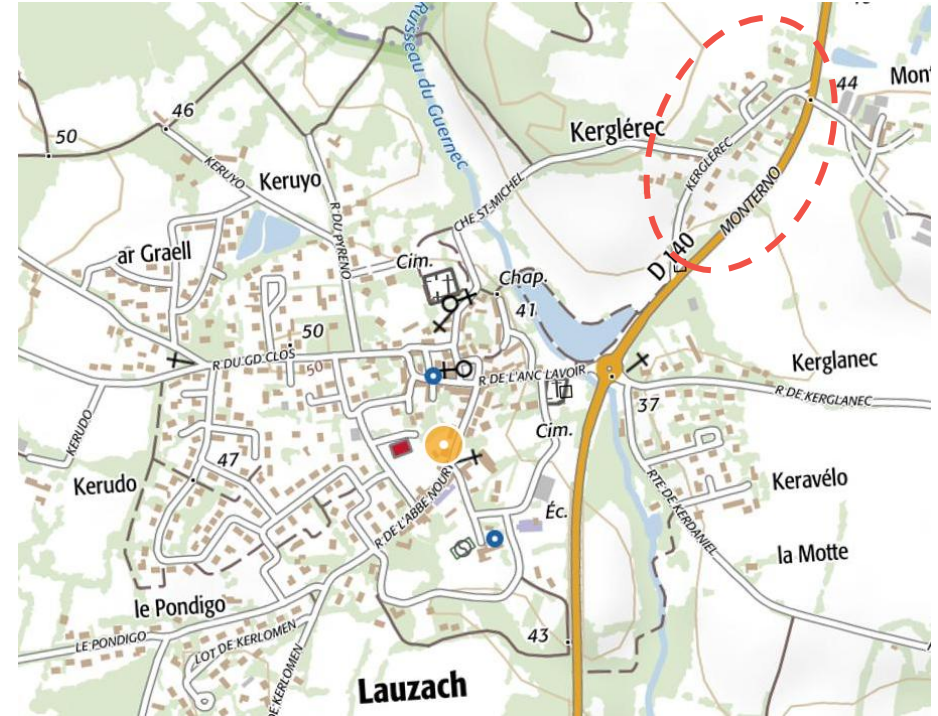 Ruisseau du Guernec
46
50
44
Mont
Kerglérec
KERUYO
Keruyo
R DU PYRENO
CHE ST-MICHEL
KERGLÉREC
MONTERNO
D 140
ar Graell
Cim.
Chap.
41
50
50
R DU GD CLOS
R DE L'ANC LAVOIR
Kerglanec
R DE KERGLANEC
37
KERUDO
Cim.
Kerudo
47
R DE L'ABBÉ NOURY
Éc.
RTE DE KERDANIEL
Keravélo
la Motte
le Pondigo
LE PONDIGO
LOT DE KERLOMEN
DE KERLOMEN
43
Lauzach